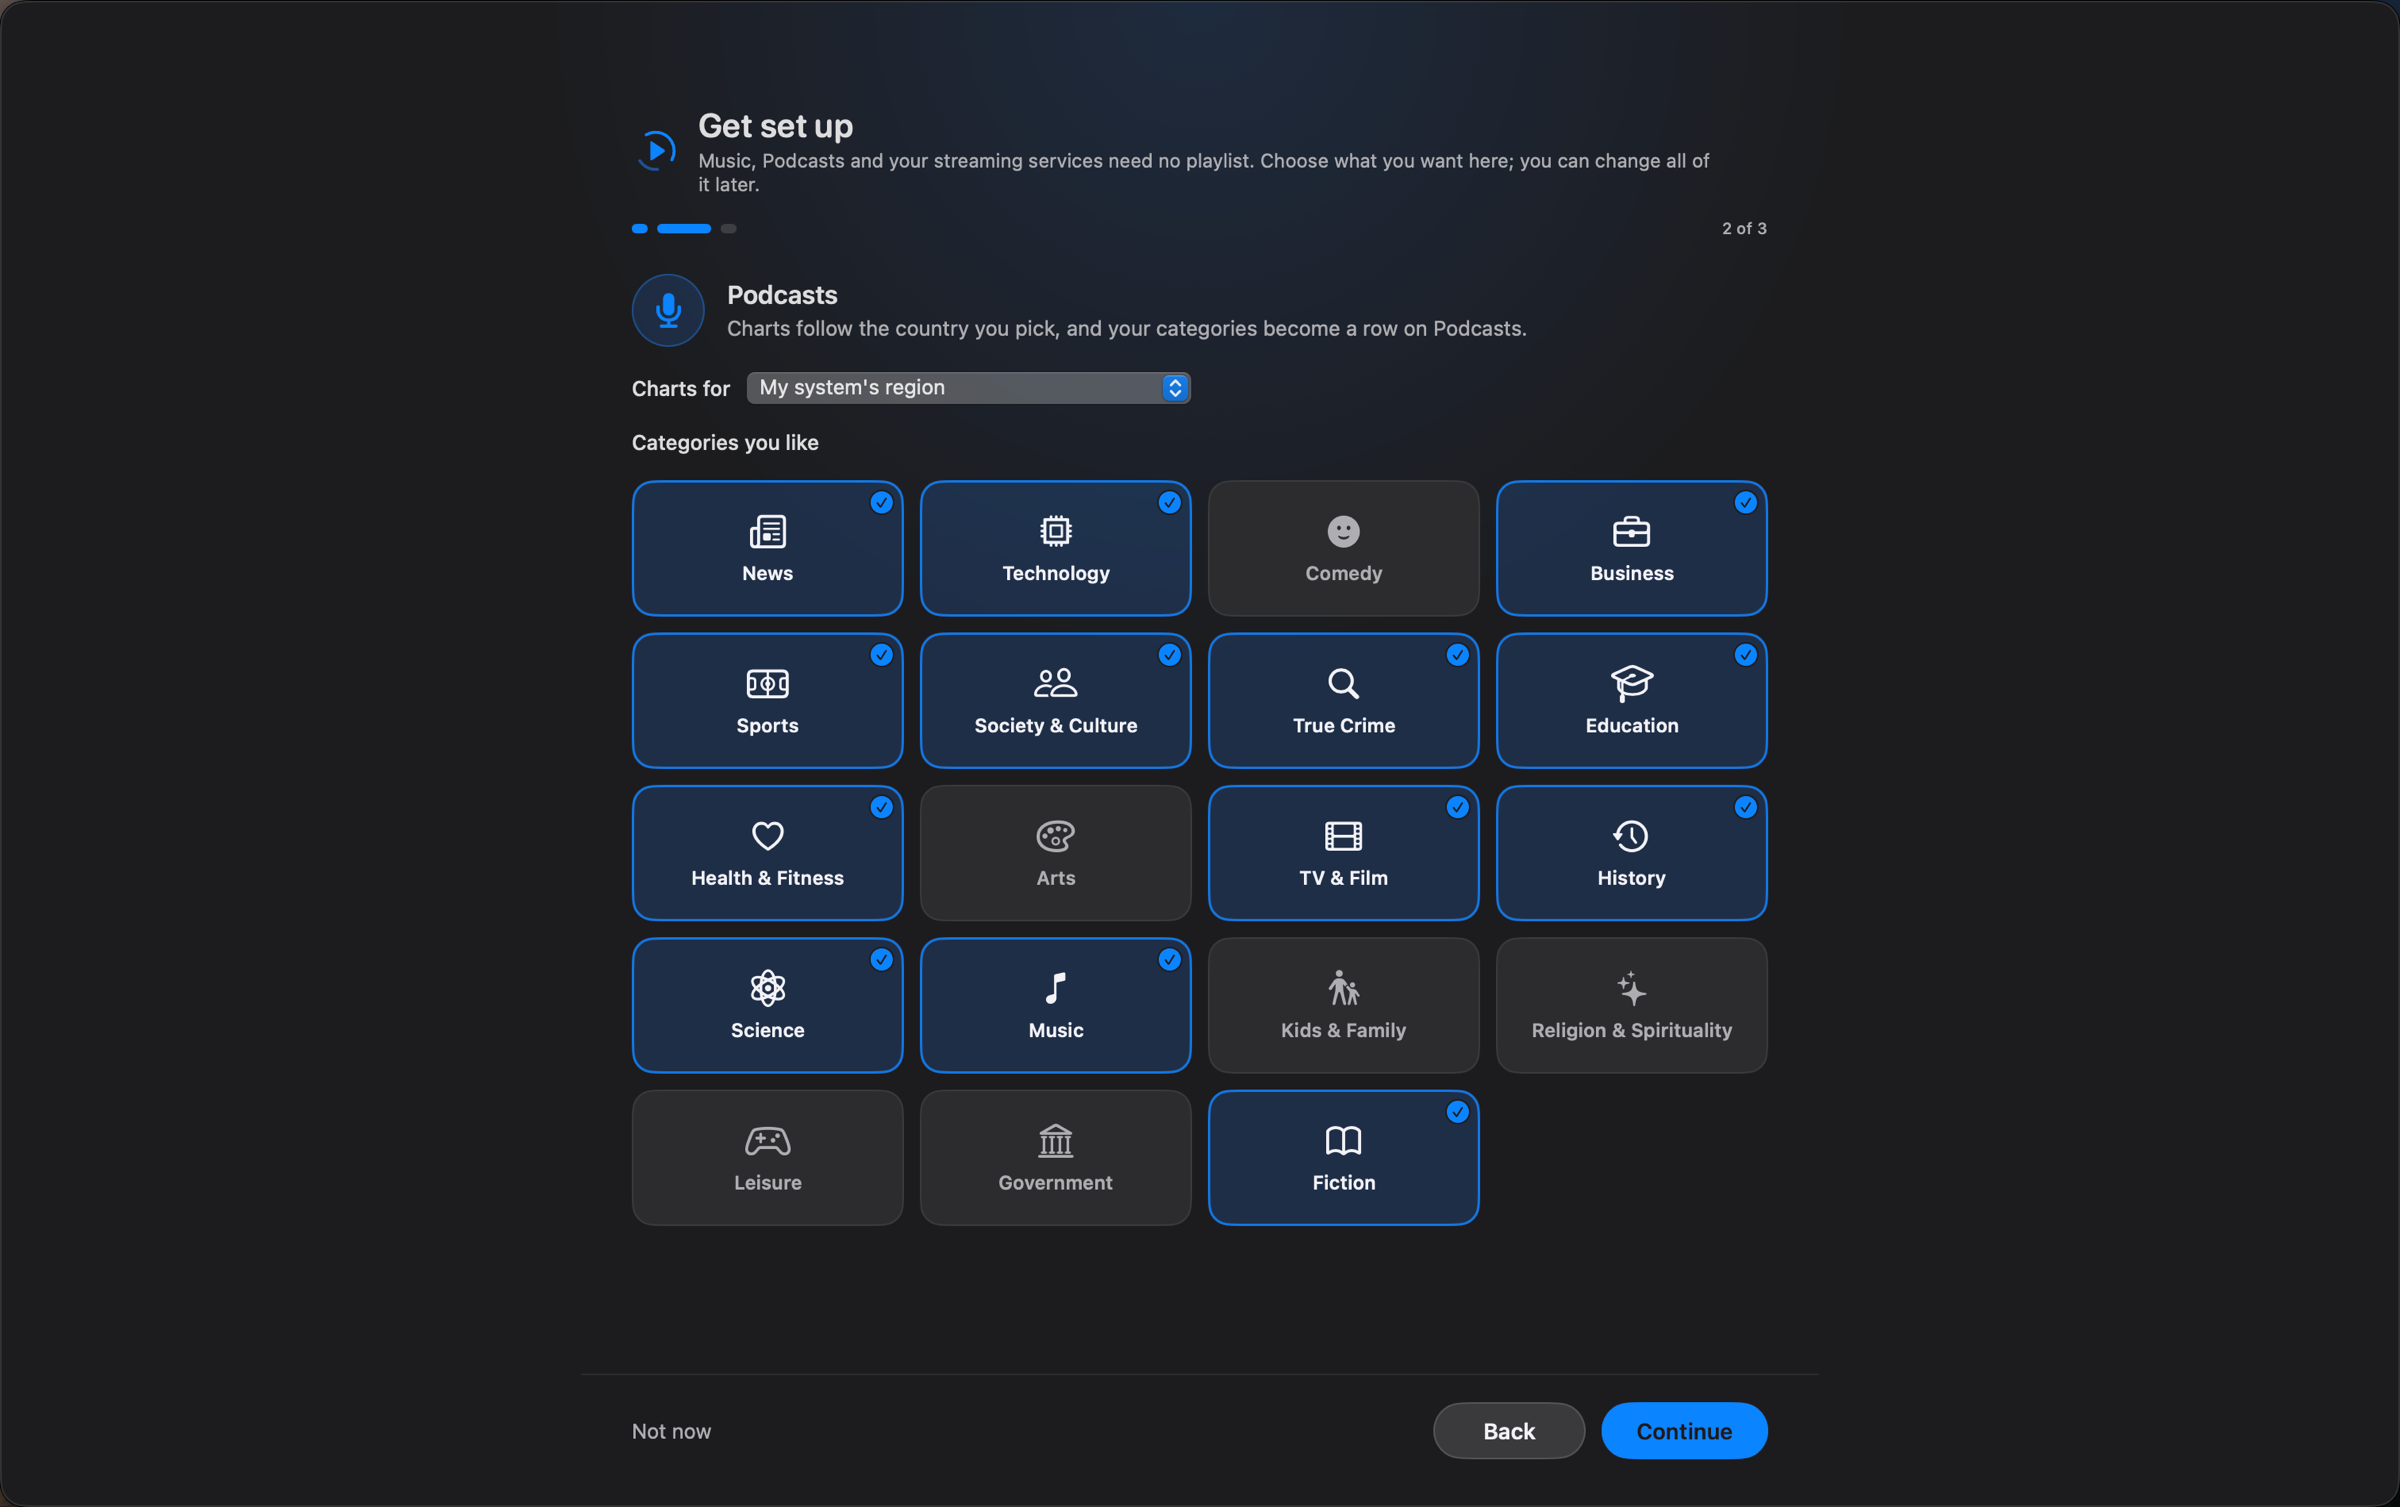 Get set up
Music, Podcasts and your streaming services need no playlist. Choose what you want here; you can change all of
it later.
2 of 3
Podcasts
Charts follow the country you pick, and your categories become a row on Podcasts.
Charts for
My system's region
Categories you like
News
Technology
Comedy
Business
Sports
Society & Culture
True Crime
Education
Health & Fitness
Arts
TV & Film
History
Science
Music
Kids & Family
Religion & Spirituality
Leisure
Government
Fiction
Not now
Back
Continue